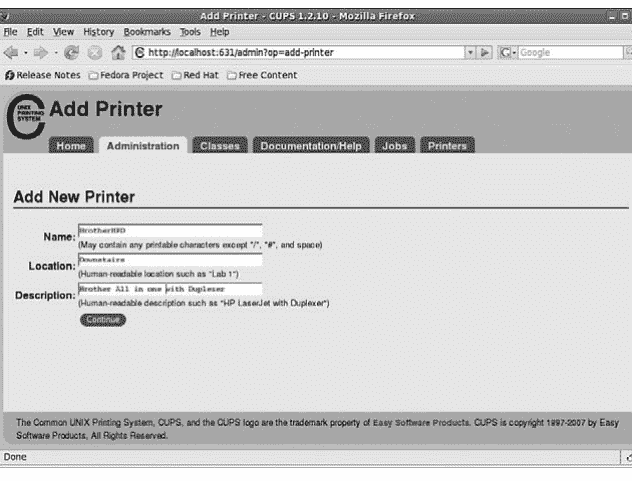 Add Printer - CUPS 1.2.10 - Mozilla Firefox
File Edit View History Bookmarks Tools Help
http://localhost:631/admin?op=add-printer
Google
Release Notes Fedora Project Red Hat Free Content
UNIX
PRINTING
SYSTEM
Add Printer
Home Administration Classes Documentation/Help Jobs Printers
Add New Printer
Name:
(May contain any printable characters except "/", "#", and space)
Location: Downstairs
(Human-readable location such as "Lab 1")
Description: Brother All in one with Duplexer
(Human-readable description such as "HP LaserJet with Duplexer")
Continue
The Common UNIX Printing System, CUPS, and the CUPS logo are the trademark property of Easy Software Products. CUPS is copyright 1997-2007 by Easy
Software Products, All Rights Reserved.
Done